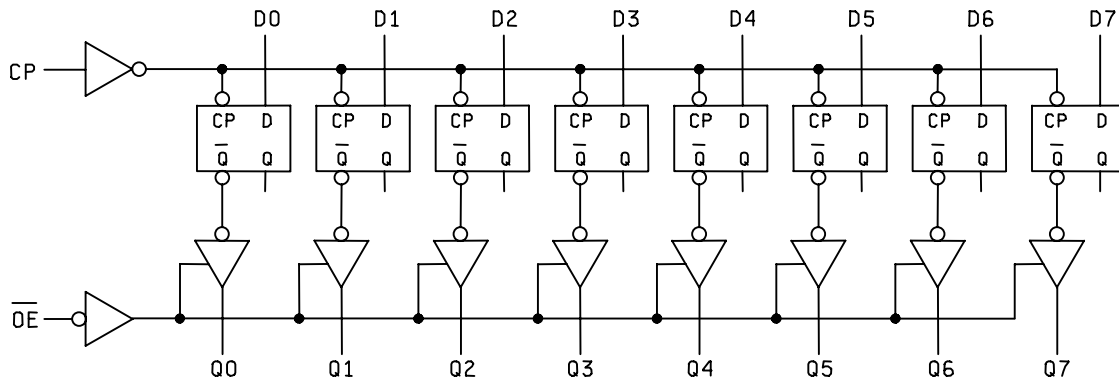 D0 D1 D2 D3 D4 D5 D6 D7
CP
CP D CP D CP D CP D CP D CP D CP D CP D
Q̅ Q Q̅ Q Q̅ Q Q̅ Q Q̅ Q Q̅ Q Q̅ Q Q̅ Q
O̅E̅
Q0 Q1 Q2 Q3 Q4 Q5 Q6 Q7